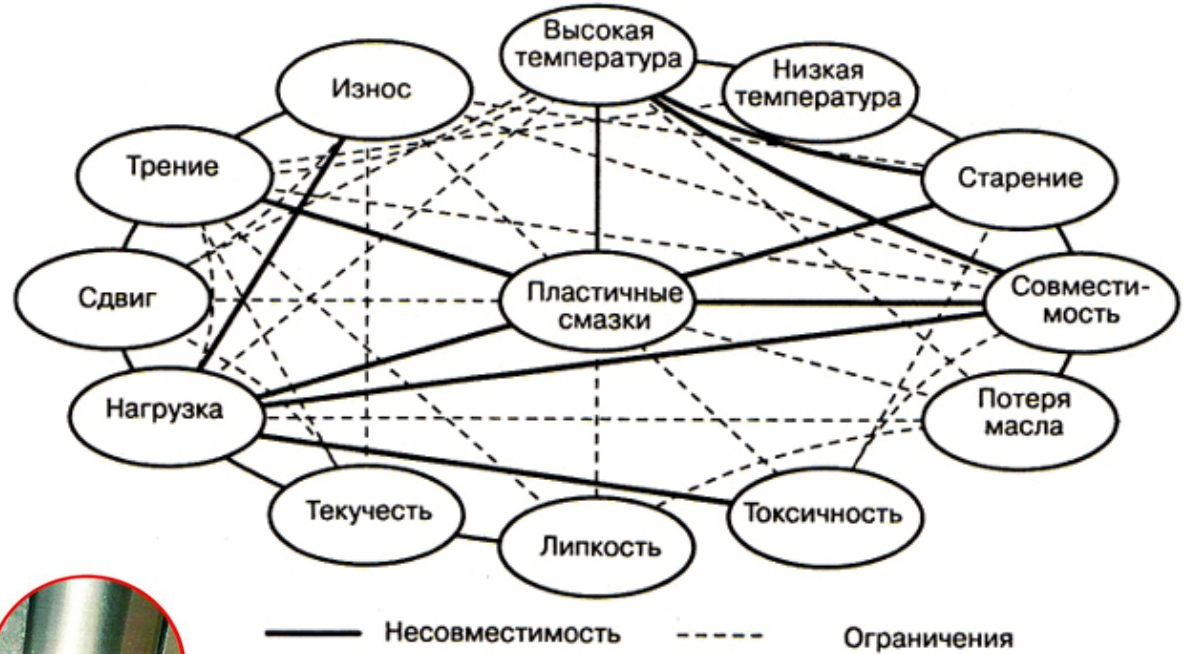 Высокая
температура
Низкая
температура
Износ
Трение
Старение
Сдвиг
Пластичные
смазки
Совмести-
мость
Нагрузка
Потеря
масла
Текучесть
Липкость
Токсичность
Несовместимость
Ограничения